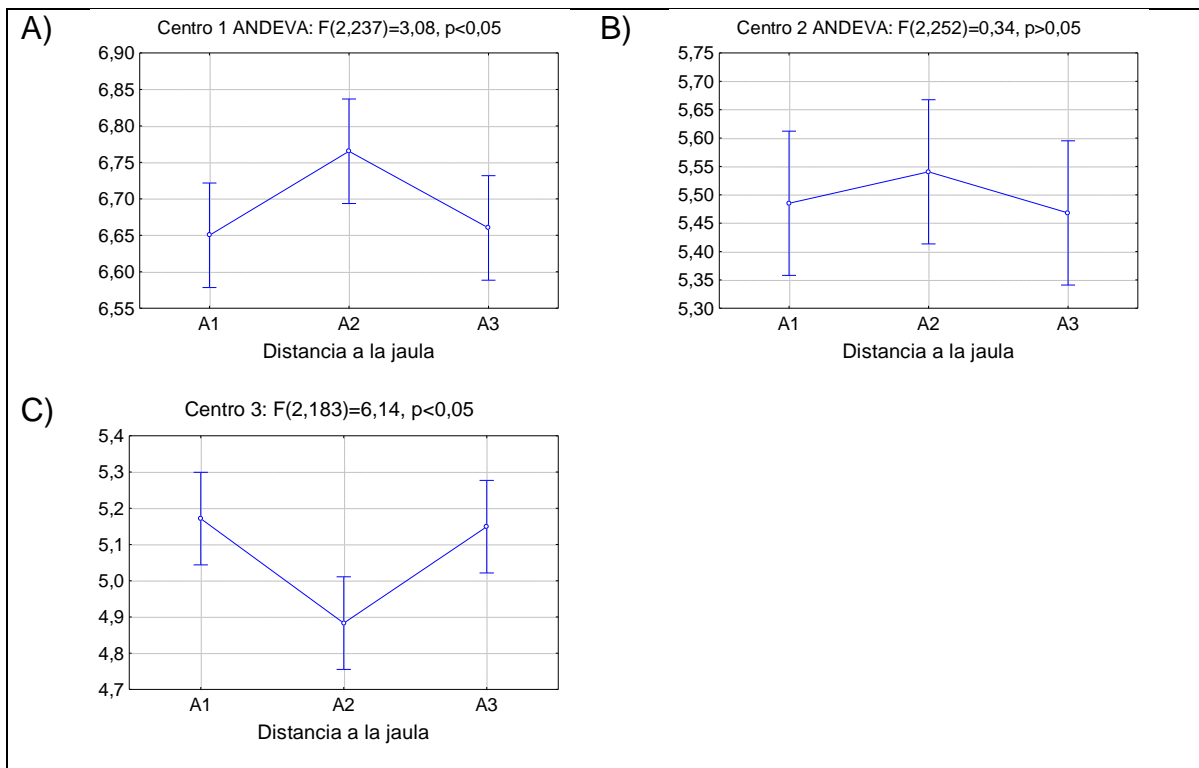 A)
Centro 1 ANDEVA: F(2,237)=3,08, p<0,05
6,90
6,85
6,80
6,75
6,70
6,65
6,60
6,55
A1 A2 A3
Distancia a la jaula
B)
Centro 2 ANDEVA: F(2,252)=0,34, p>0,05
5,75
5,70
5,65
5,60
5,55
5,50
5,45
5,40
5,35
5,30
A1 A2 A3
Distancia a la jaula
C)
Centro 3: F(2,183)=6,14, p<0,05
5,4
5,3
5,2
5,1
5,0
4,9
4,8
4,7
A1 A2 A3
Distancia a la jaula